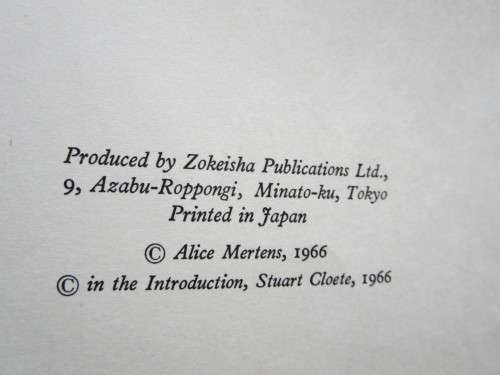 Produced by Zokeisha Publications Ltd.,
9, Azabu-Roppongi, Minato-ku, Tokyo
Printed in Japan
© Alice Mertens, 1966
© in the Introduction, Stuart Cloete, 1966